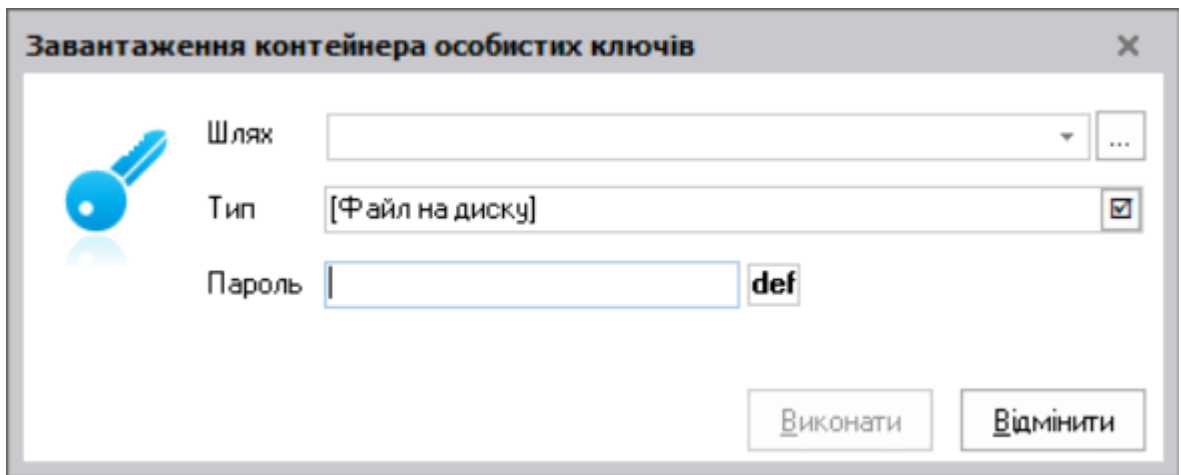 Завантаження контейнера особистих ключів
Шлях
...
Тип [Файл на диску]
Пароль def
Виконати Відмінити